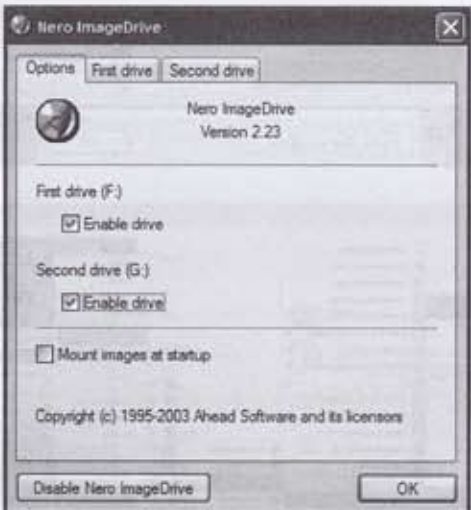 Nero ImageDrive
Options
First drive
Second drive
Nero ImageDrive
Version 2.23
First drive (F:)
Enable drive
Second drive (G:)
Enable drive
Mount images at startup
Copyright (c) 1995-2003 Ahead Software and its licensors
Disable Nero ImageDrive
OK